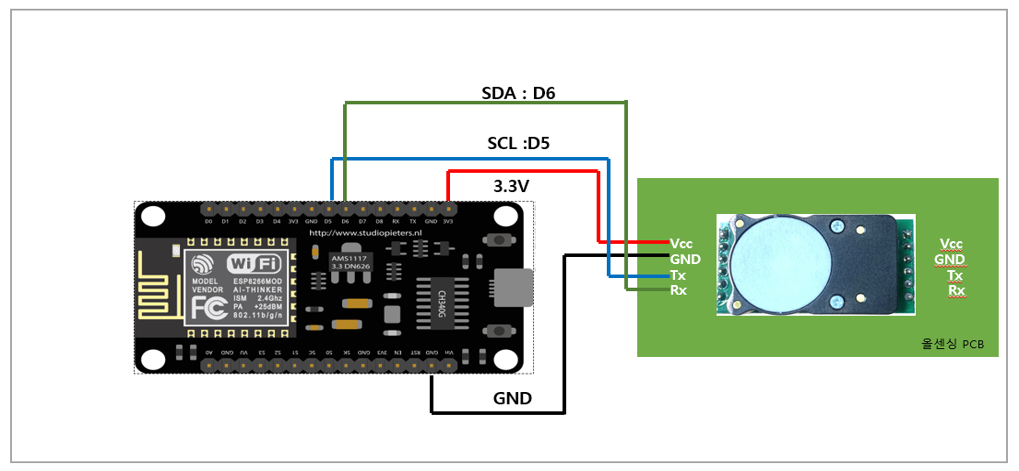 SDA : D6
SCL :D5
3.3V
D0 D1 D2 D3 D4 3V3 GND D5 D6 D7 D8 RX TX GND 3V3
http://www.studiopieters.nl
AMS1117
3.3 DN626
WiFi
MODEL ESP8266MOD
VENDOR AI-THINKER
ISM 2.4Ghz
PA +25dBM
802.11b/g/n
FC
CH340G
A0 GND VU S3 S2 S1 SC S0 SK GND 3V3 EN RST GND VH
Vcc
GND
Tx
Rx
Vcc
GND
Tx
Rx
올센싱 PCB
GND